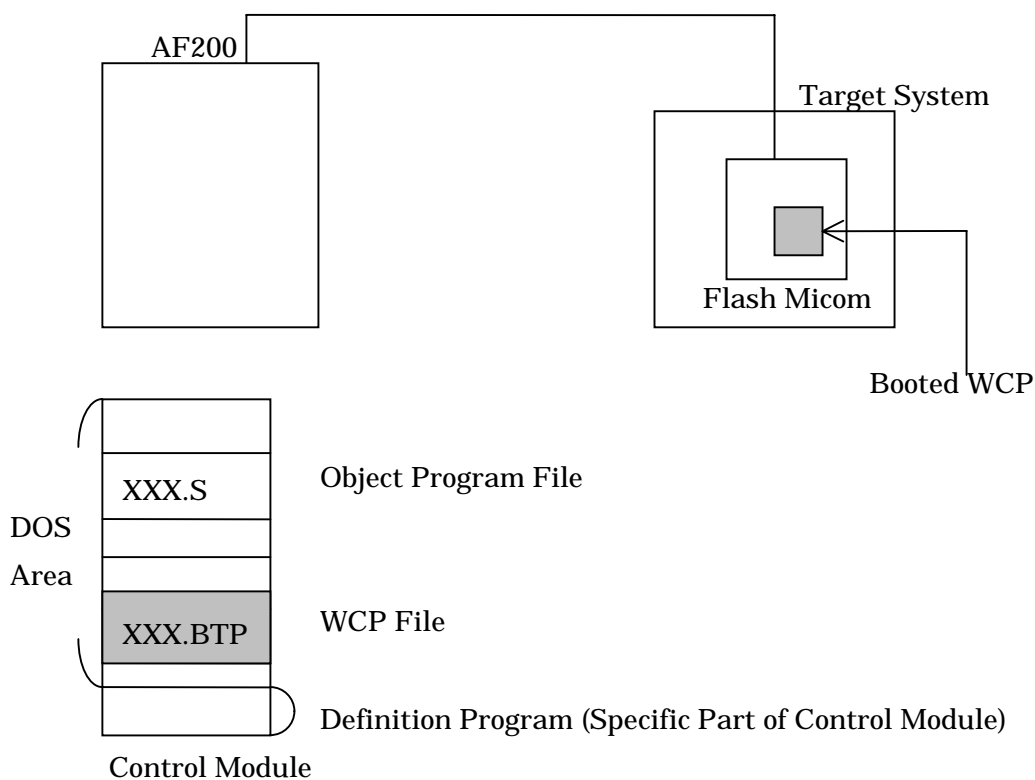 AF200
Target System
Flash Micom
Booted WCP
XXX.S
Object Program File
DOS
Area
XXX.BTP
WCP File
Definition Program (Specific Part of Control Module)
Control Module